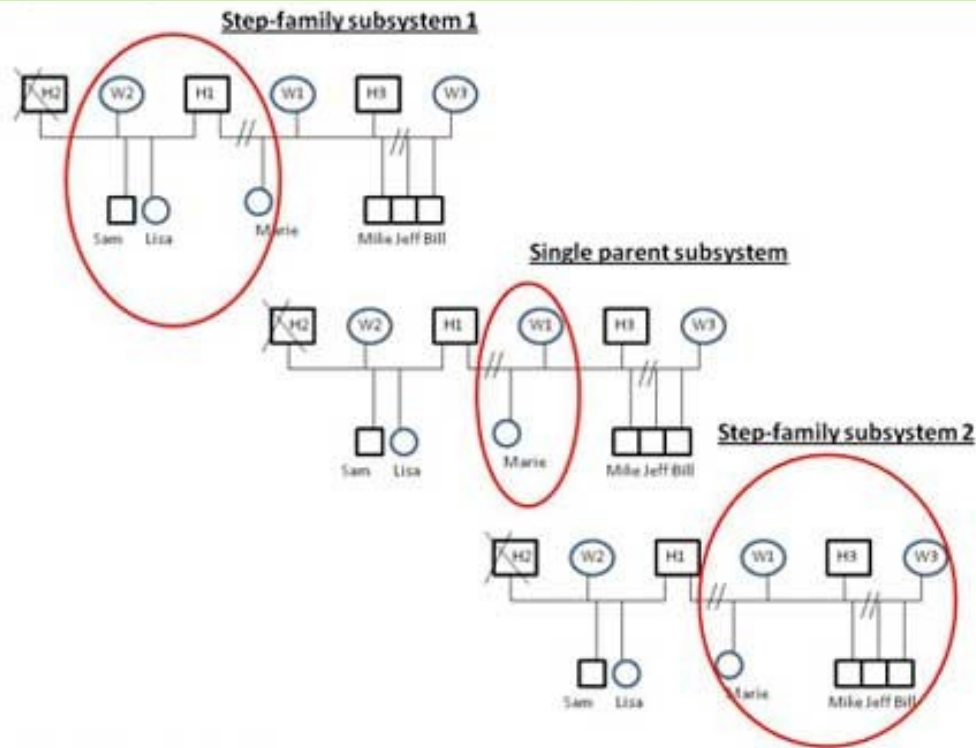 Step-family subsystem 1
H2 W2 H1 W1 H3 W3
Sam Lisa Marie Mike Jeff Bill
Single parent subsystem
H2 W2 H1 W1 H3 W3
Sam Lisa Marie Mike Jeff Bill
Step-family subsystem 2
H2 W2 H1 W1 H3 W3
Sam Lisa Marie Mike Jeff Bill